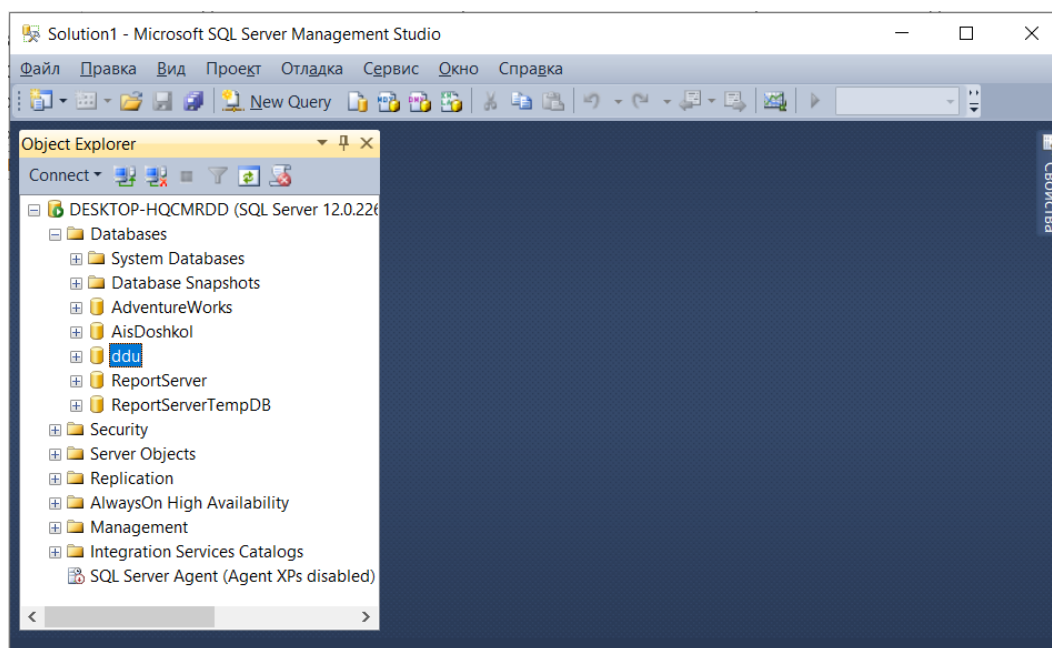 Solution1 - Microsoft SQL Server Management Studio
Файл Правка Вид Проект Отладка Сервис Окно Справка
New Query
Object Explorer
Connect
DESKTOP-HQCMRDD (SQL Server 12.0.226
Databases
System Databases
Database Snapshots
AdventureWorks
AisDoshkol
ddu
ReportServer
ReportServerTempDB
Security
Server Objects
Replication
AlwaysOn High Availability
Management
Integration Services Catalogs
SQL Server Agent (Agent XPs disabled)
Свойства